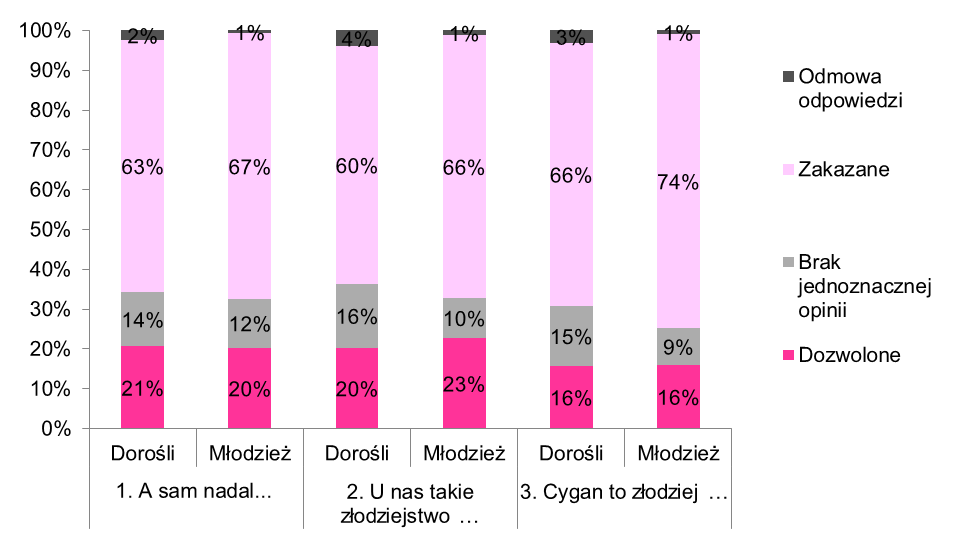 100%
90%
80%
70%
60%
50%
40%
30%
20%
10%
0%
2%
1%
4%
1%
3%
1%
63%
67%
60%
66%
66%
74%
14%
12%
16%
10%
15%
9%
21%
20%
20%
23%
16%
16%
Dorośli
Młodzież
Dorośli
Młodzież
Dorośli
Młodzież
1. A sam nadal...
2. U nas takie
złodziejstwo …
3. Cygan to złodziej …
Odmowa
odpowiedzi
Zakazane
Brak
jednoznacznej
opinii
Dozwolone